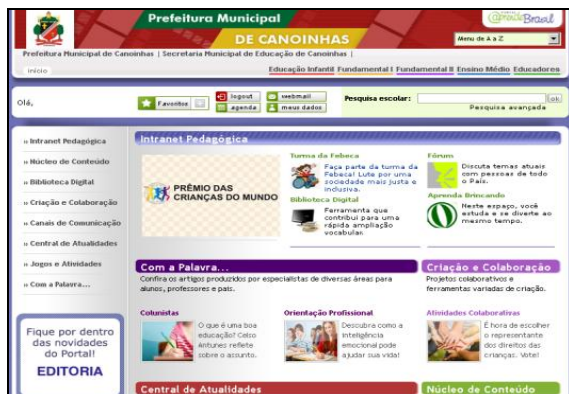 Prefeitura Municipal
DE CANOINHAS
aprende Brasil
Menu de A a Z
Prefeitura Municipal de Canoinhas | Secretaria Municipal de Educação de Canoinhas |
início
Educação Infantil Fundamental I Fundamental II Ensino Médio Educadores
Olá,
Favoritos
logout
webmail
agenda
meus dados
Pesquisa escolar:
ok
Pesquisa avançada
» Intranet Pedagógica
» Núcleo de Conteúdo
» Biblioteca Digital
» Criação e Colaboração
» Canais de Comunicação
» Central de Atualidades
» Jogos e Atividades
» Com a Palavra...
Fique por dentro
das novidades
do Portal!
EDITORIA
Intranet Pedagógica
PRÊMIO DAS
CRIANÇAS DO MUNDO
Turma da Febeca
Faça parte da turma da
Febeca! Lute por uma
sociedade mais justa e
inclusiva.
Biblioteca Digital
Ferramenta que
contribui para uma
rápida ampliação
vocabular.
Fórum
Discuta temas atuais
com pessoas de todo
o País.
Aprenda Brincando
Neste espaço, você
estuda e se diverte ao
mesmo tempo.
Com a Palavra...
Confira os artigos produzidos por especialistas de diversas áreas para
alunos, professores e pais.
Colunistas
O que é uma boa
educação? Celso
Antunes reflete
sobre o assunto.
Orientação Profissional
Descubra como a
inteligência
emocional pode
ajudar sua vida!
Criação e Colaboração
Projetos colaborativos e
ferramentas variadas de criação.
Atividades Colaborativas
É hora de escolher
o representante
dos direitos das
crianças. Vote!
Central de Atualidades
Núcleo de Conteúdo